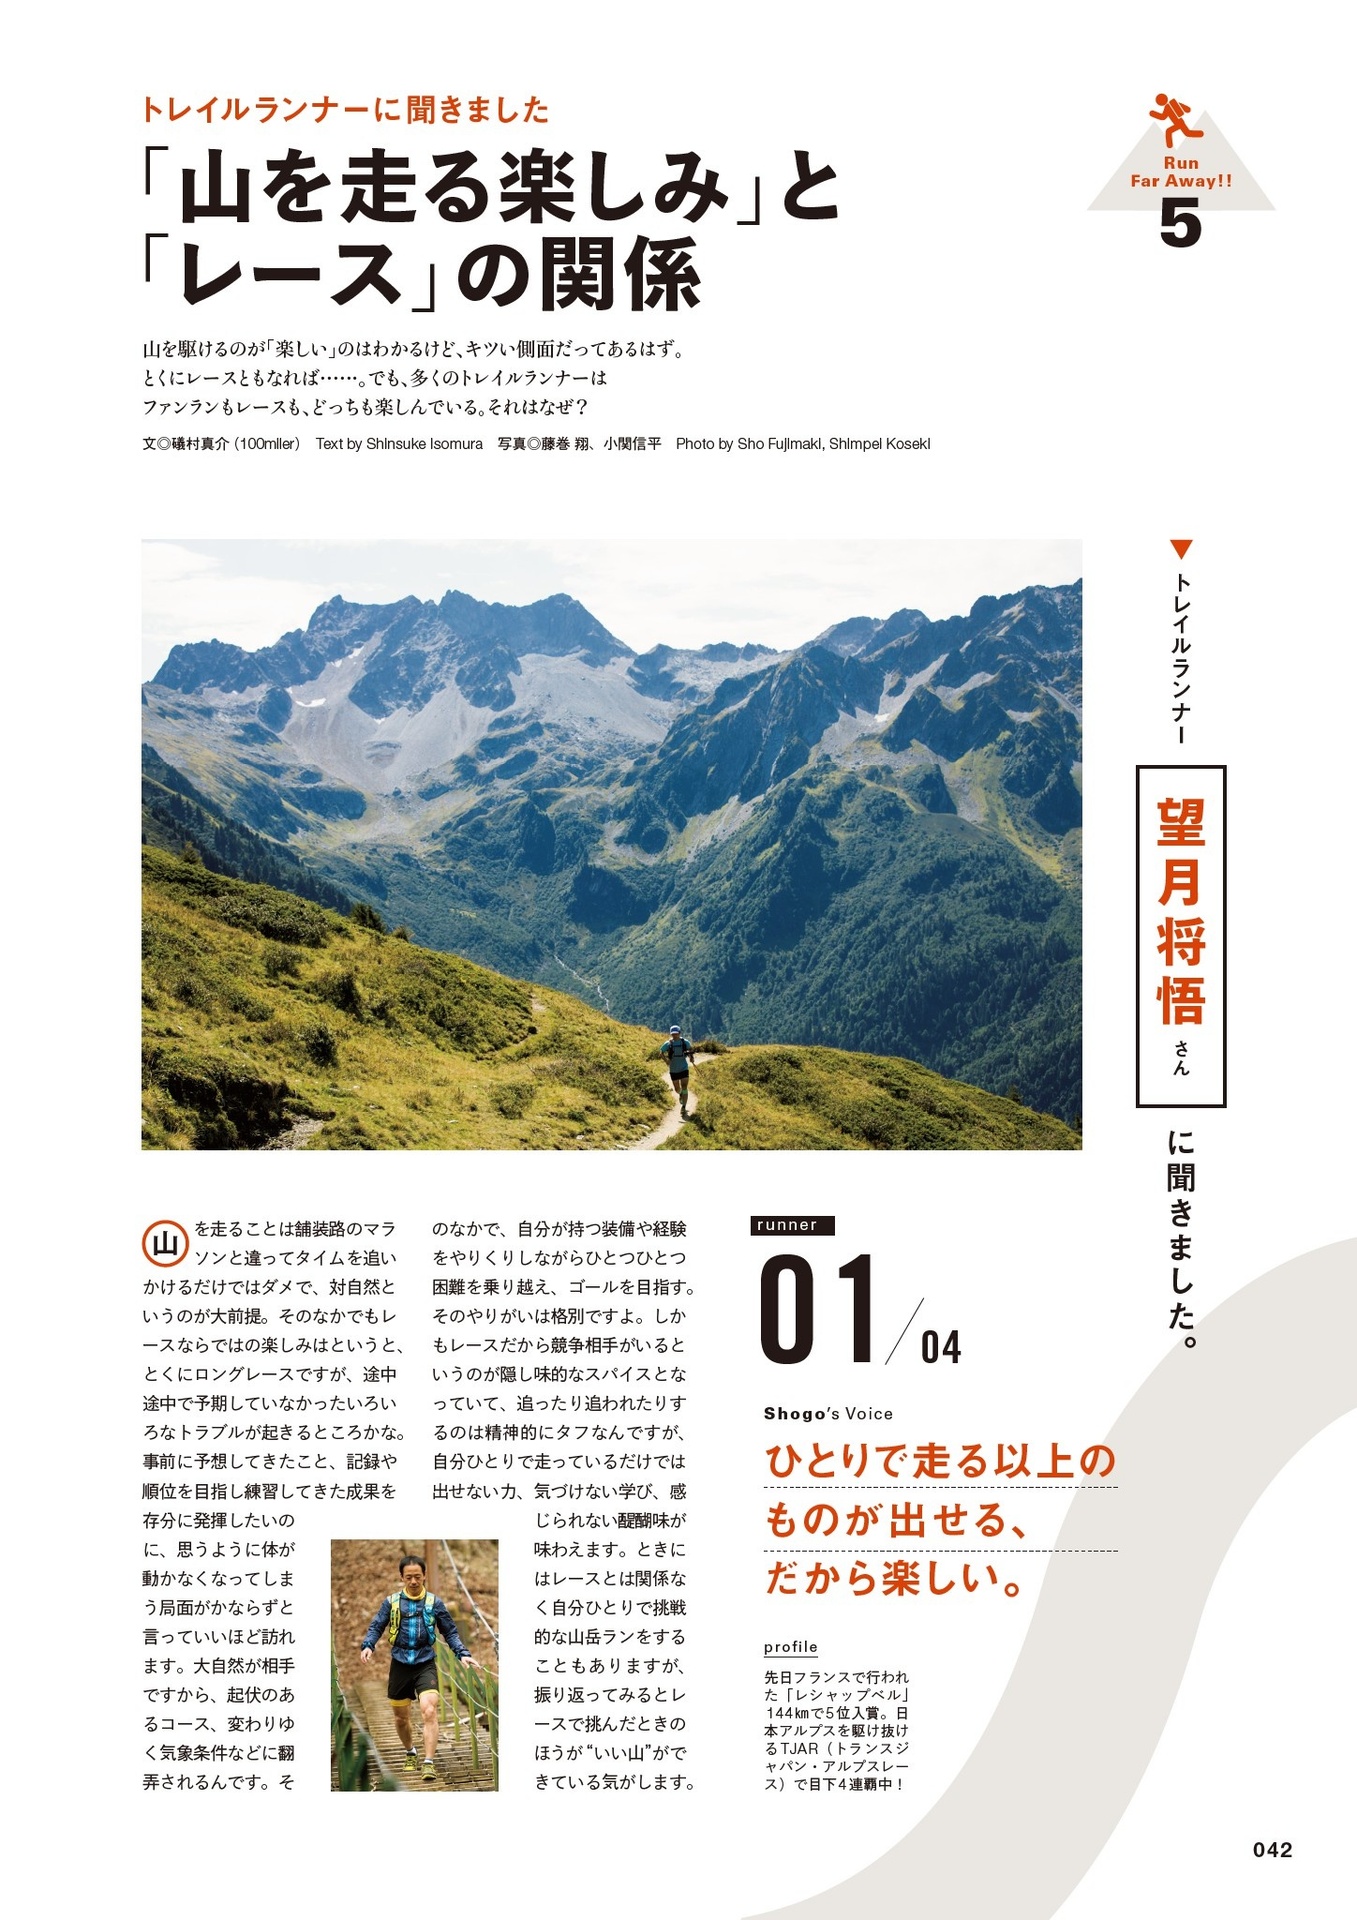 トレイルランナーに聞きました
「山を走る楽しみ」と
「レース」の関係
山を駆けるのが「楽しい」のはわかるけど、キツい側面だってあるはず。
とくにレースともなれば……。でも、多くのトレイルランナーは
ファンランもレースも、どっちも楽しんでいる。それはなぜ？
文◎礒村真介（100miler） Text by Shinsuke Isomura 写真◎藤巻 翔、小関信平 Photo by Sho Fujimaki, Shimpei Koseki
Run
Far Away!!
5
トレイルランナー
望月将悟さん
に聞きました。
山を走ることは舗装路のマラ
ソンと違ってタイムを追い
かけるだけではダメで、対自然と
いうのが大前提。そのなかでもレ
ースならではの楽しみはというと、
とくにロングレースですが、途中
途中で予期していなかったいろい
ろなトラブルが起きるところかな。
事前に予想してきたこと、記録や
順位を目指し練習してきた成果を
存分に発揮したいの
に、思うように体が
動かなくなってしま
う局面がかならずと
言っていいほど訪れ
ます。大自然が相手
ですから、起伏のあ
るコース、変わりゆ
く気象条件などに翻
弄されるんです。そ
のなかで、自分が持つ装備や経験
をやりくりしながらひとつひとつ
困難を乗り越え、ゴールを目指す。
そのやりがいは格別ですよ。しか
もレースだから競争相手がいると
いうのが隠し味的なスパイスとな
っていて、追ったり追われたりす
るのは精神的にタフなんですが、
自分ひとりで走っているだけでは
出せない力、気づけない学び、感
じられない醍醐味が
味わえます。ときに
はレースとは関係な
く自分ひとりで挑戦
的な山岳ランをする
こともありますが、
振り返ってみるとレ
ースで挑んだときの
ほうが“いい山”がで
きている気がします。
runner
01/04
Shogo's Voice
ひとりで走る以上の
ものが出せる、
だから楽しい。
profile
先日フランスで行われ
た「レシャップベル」
144kmで5位入賞。日
本アルプスを駆け抜け
るTJAR（トランスジ
ャパン・アルプスレー
ス）で目下4連覇中！
042